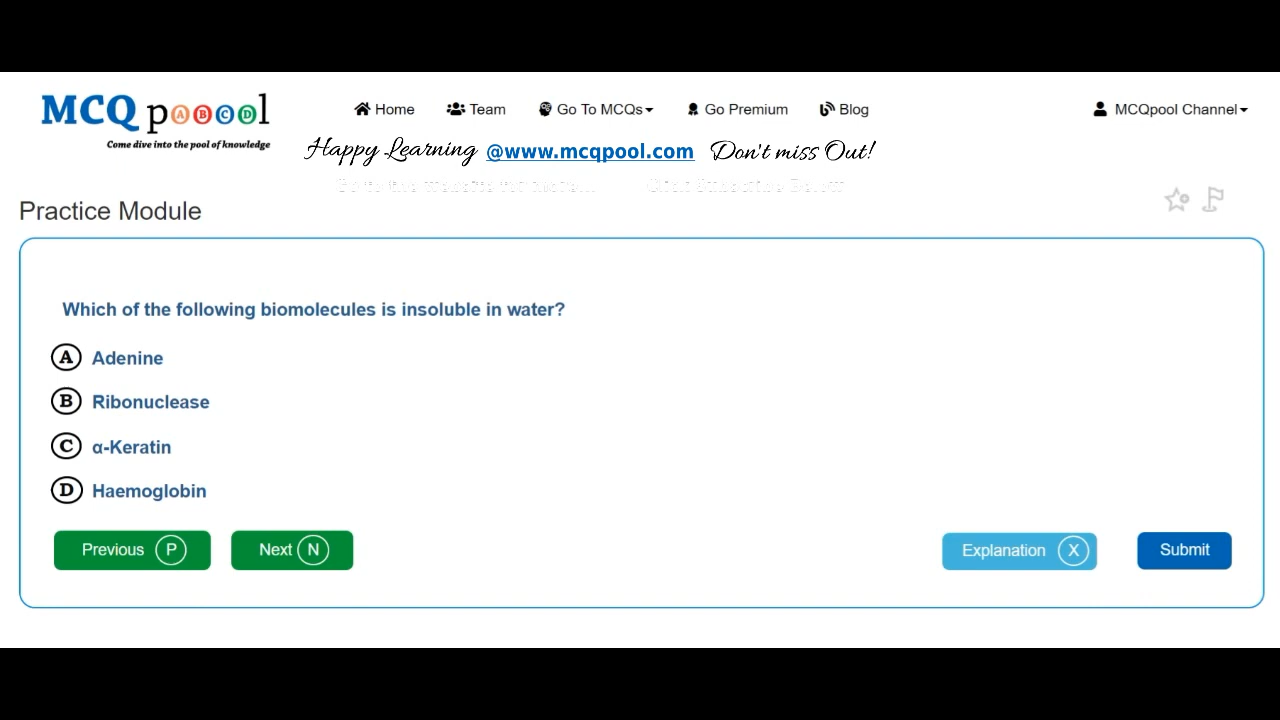 MCQ pABCDl
Come dive into the pool of knowledge
Home Team Go To MCQs Go Premium Blog MCQpool Channel
Happy Learning @www.mcqpool.com Don't miss Out!
Practice Module
Which of the following biomolecules is insoluble in water?
A Adenine
B Ribonuclease
C α-Keratin
D Haemoglobin
Previous P Next N Explanation X Submit